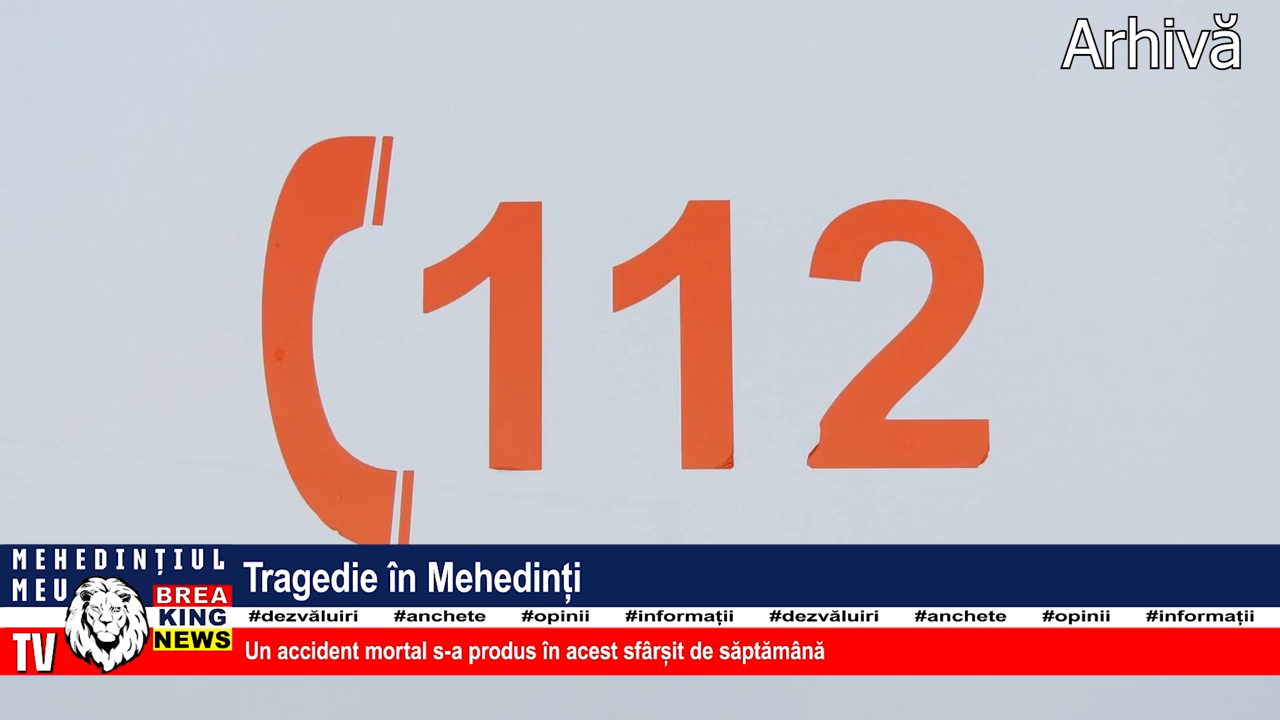 Arhivă
112
MEHEDINȚIUL
MEU
TV
BREA
KING
NEWS
Tragedie în Mehedinți
#dezvăluiri #anchete #opinii #informații #dezvăluiri #anchete #opinii #informații
Un accident mortal s-a produs în acest sfârșit de săptămână